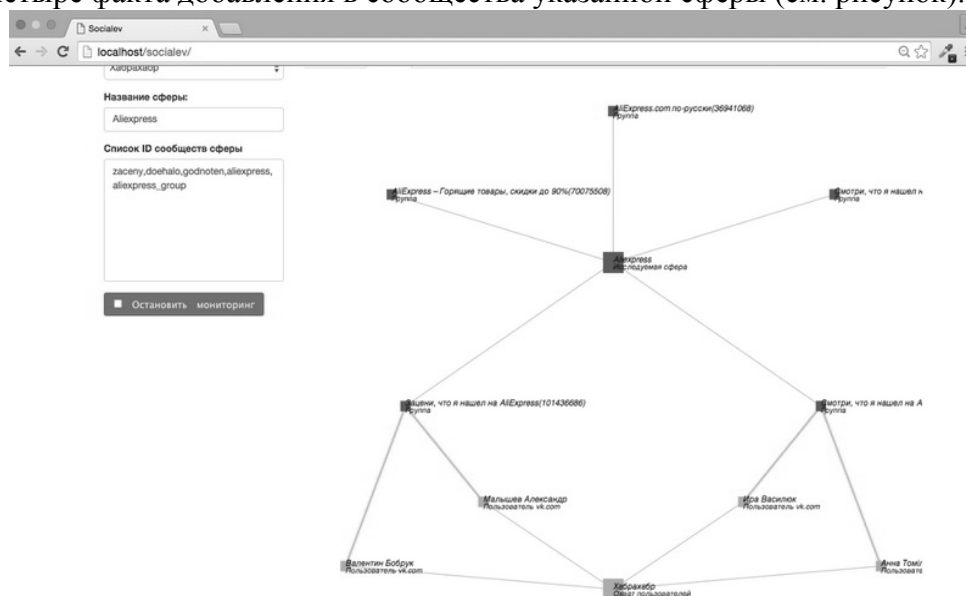 четыре факта добавления в сообщества указанной сферы (см. рисунок).
Socialev
localhost/socialev/
Хабрахабр
Название сферы:
Aliexpress
Список ID сообществ сферы
zaceny,doehalo,godnoten,aliexpress,
aliexpress_group
Остановить мониторинг
AliExpress.com по-русски(36941068)
Группа
AliExpress – Горящие товары, скидки до 90%(70075508)
Группа
Смотри, что я нашел
Группа
Aliexpress
Исследуемая сфера
Зацени, что я нашел на AliExpress(101436686)
Группа
Смотри, что я нашел на A
Группа
Малышев Александр
Пользователь vk.com
Ира Василюк
Пользователь vk.com
Валентин Бобрук
Пользователь vk.com
Анна
Хабрахабр
Охват пользователей